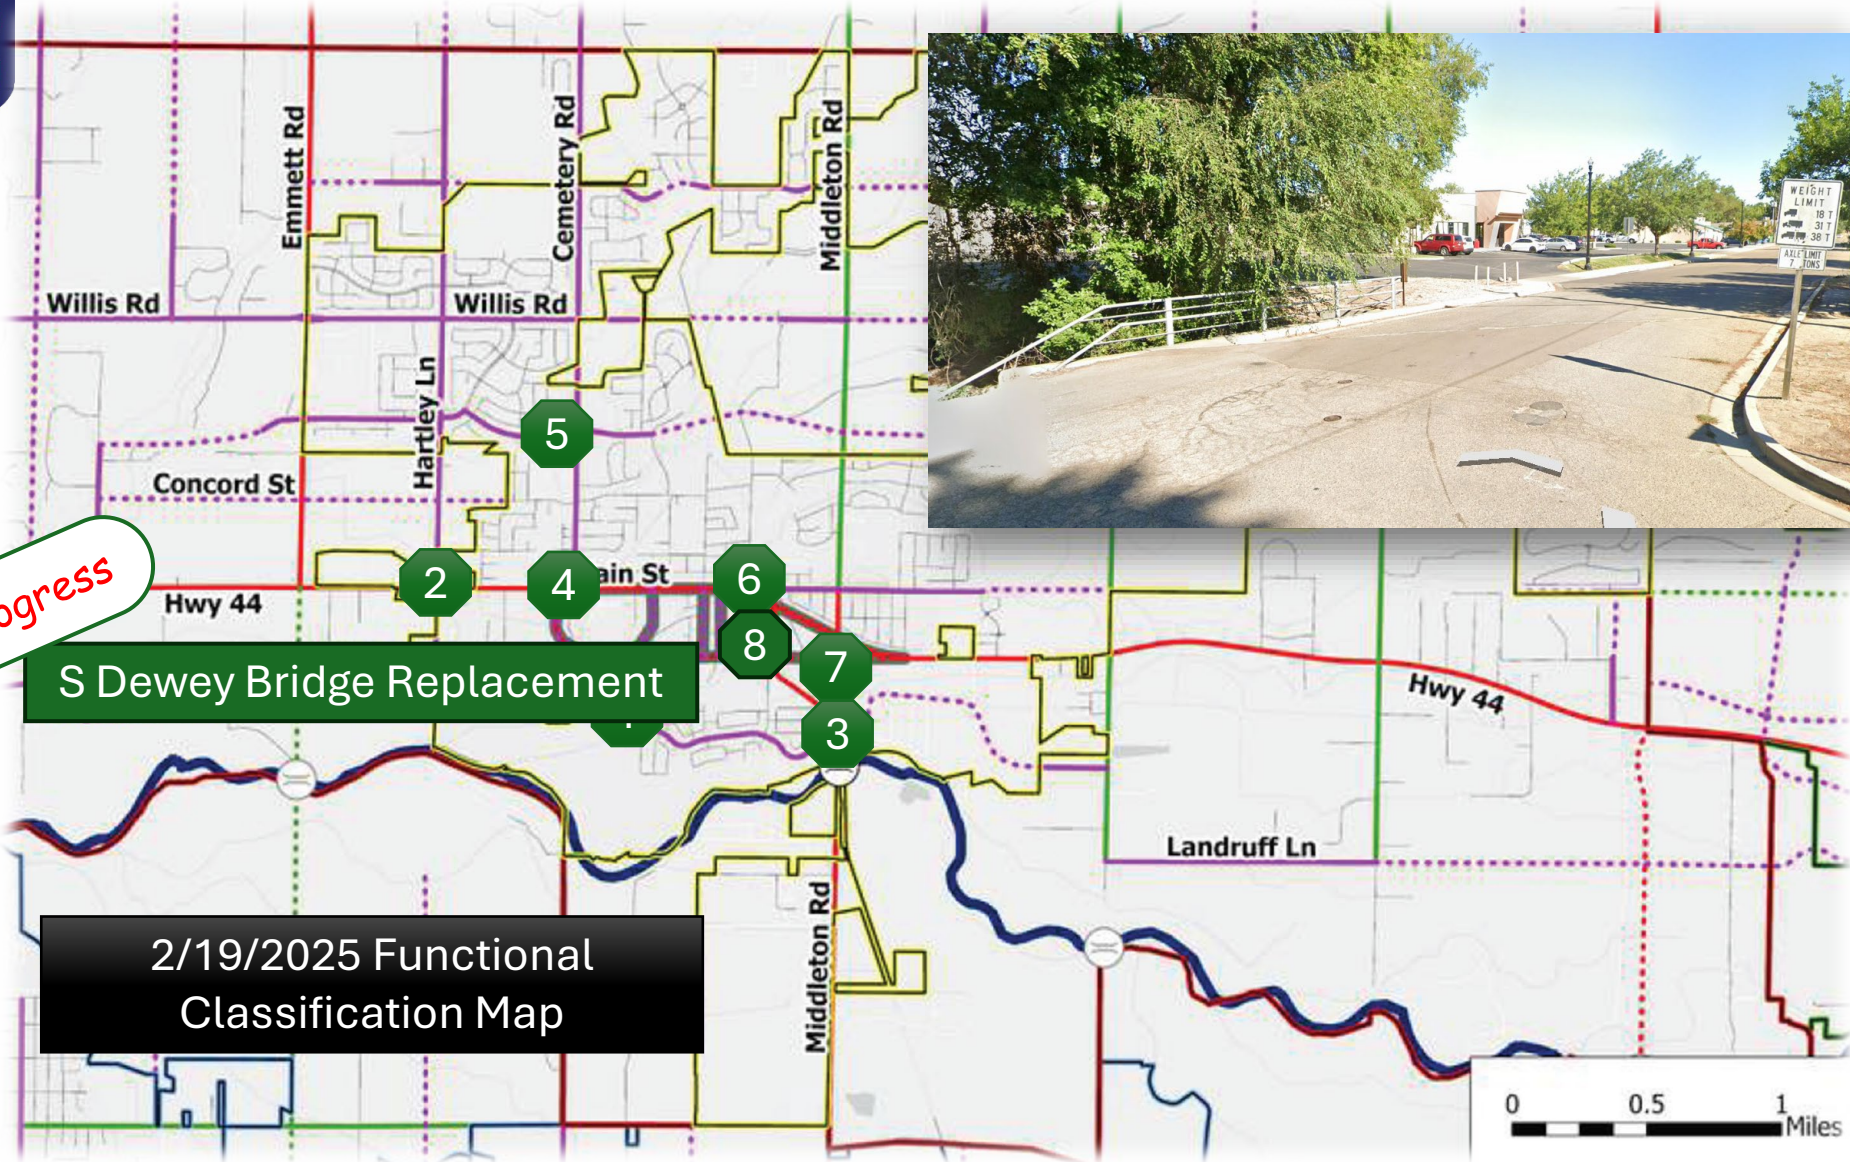 Emmett Rd
Cemetery Rd
Middleton Rd
WEIGHT
LIMIT
18 T
31 T
38 T
AXLE LIMIT
7 TONS
Willis Rd
Willis Rd
Hartley Ln
5
Concord St
ogress
2
4
ain St
6
Hwy 44
8
S Dewey Bridge Replacement
7
3
Hwy 44
Landruff Ln
Middleton Rd
2/19/2025 Functional
Classification Map
0 0.5 1
Miles